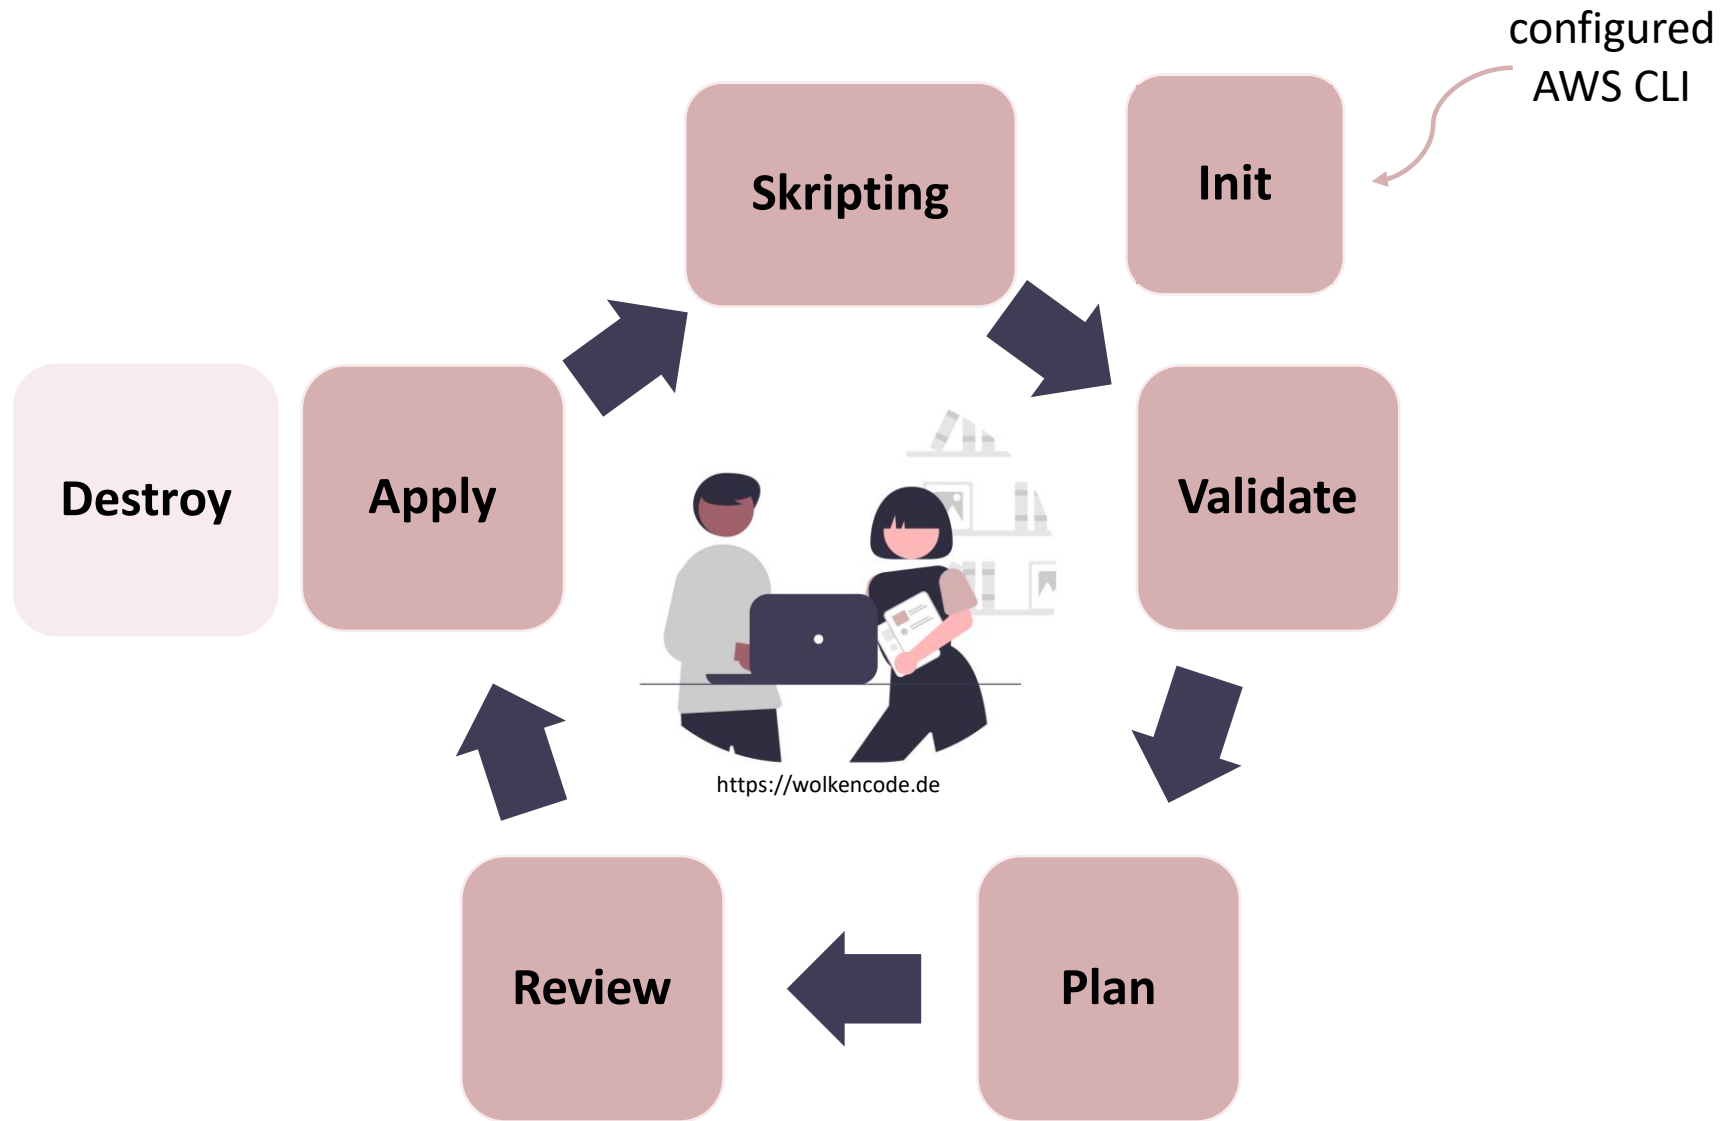 configured
AWS CLI
Skripting
Init
Destroy
Apply
Validate
https://wolkencode.de
Review
Plan